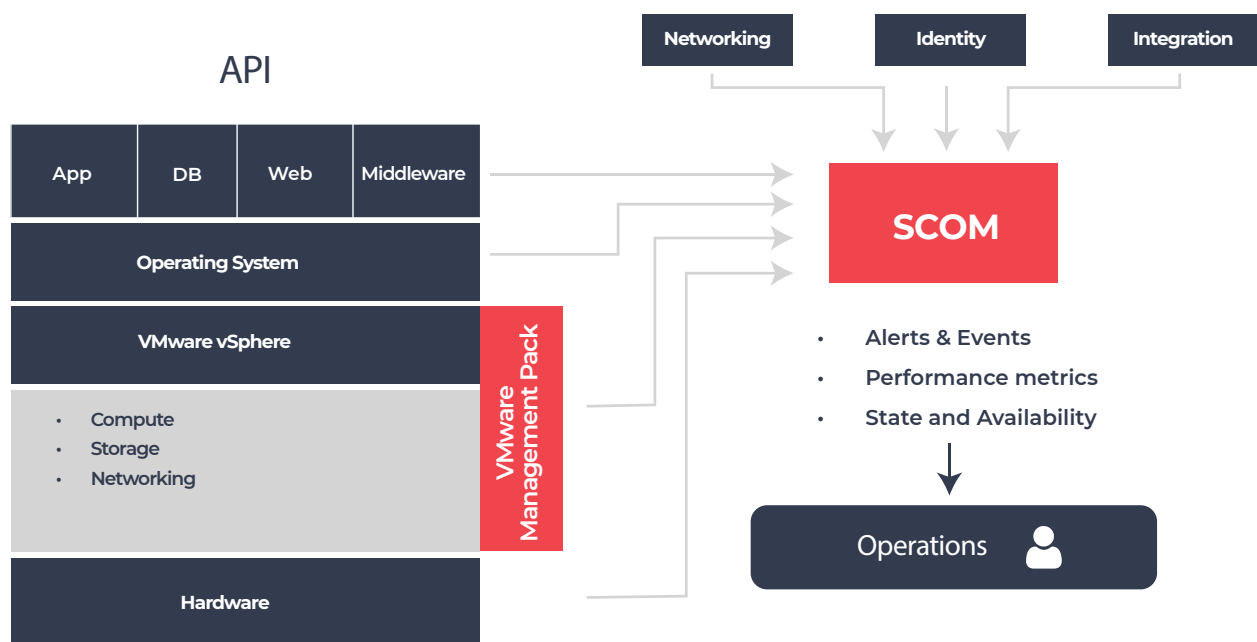 API
App
DB
Web
Middleware
Operating System
VMware vSphere
• Compute
• Storage
• Networking
VMware
Management Pack
Hardware
Networking
Identity
Integration
SCOM
• Alerts & Events
• Performance metrics
• State and Availability
Operations